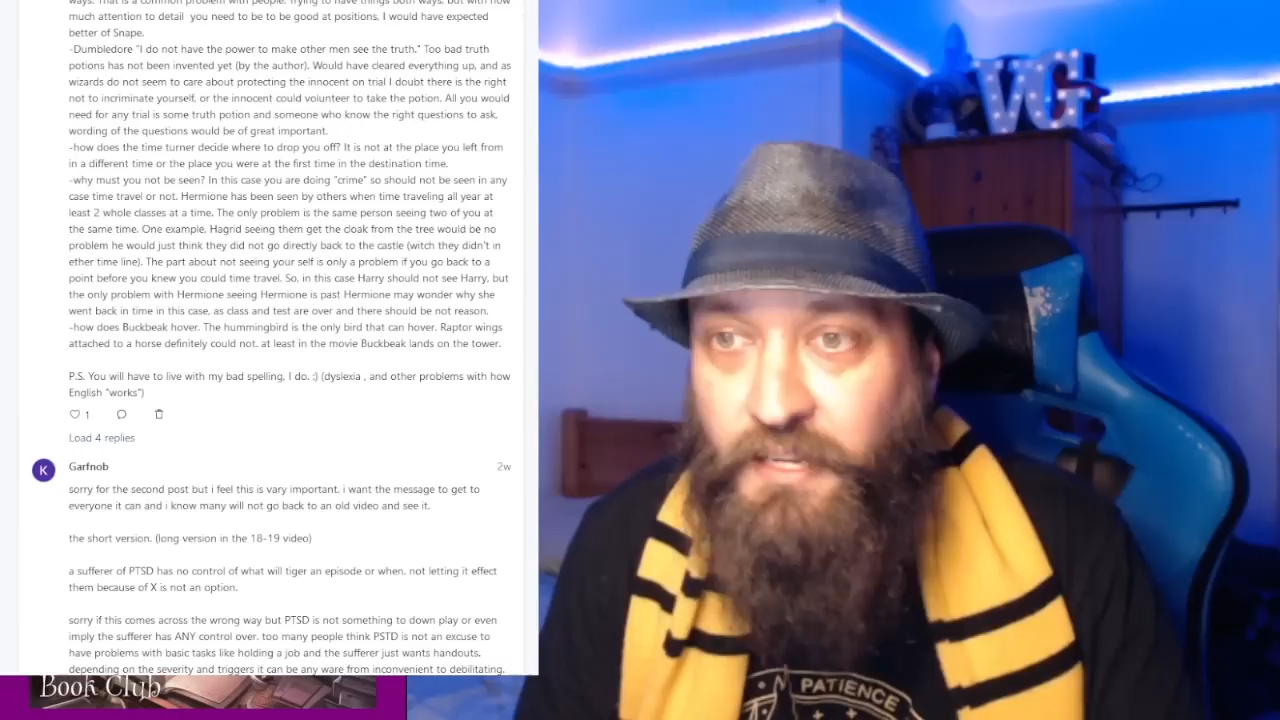 ways. That is a common problem with people. Trying to have things both ways, but with how
much attention to detail you need to be to be good at positions, I would have expected
better of Snape.
-Dumbledore "I do not have the power to make other men see the truth." Too bad truth
potions has not been invented yet (by the author). Would have cleared everything up, and as
wizards do not seem to care about protecting the innocent on trial I doubt there is the right
not to incriminate yourself, or the innocent could volunteer to take the potion. All you would
need for any trial is some truth potion and someone who know the right questions to ask,
wording of the questions would be of great important.
-how does the time turner decide where to drop you off? It is not at the place you left from
in a different time or the place you were at the first time in the destination time.
-why must you not be seen? In this case you are doing "crime" so should not be seen in any
case time travel or not. Hermione has been seen by others when time traveling all year at
least 2 whole classes at a time. The only problem is the same person seeing two of you at
the same time. One example, Hagrid seeing them get the cloak from the tree would be no
problem he would just think they did not go directly back to the castle (witch they didn't in
ether time line). The part about not seeing your self is only a problem if you go back to a
point before you knew you could time travel. So, in this case Harry should not see Harry, but
the only problem with Hermione seeing Hermione is past Hermione may wonder why she
went back in time in this case, as class and test are over and there should be not reason.
-how does Buckbeak hover. The hummingbird is the only bird that can hover. Raptor wings
attached to a horse definitely could not. at least in the movie Buckbeak lands on the tower.
P.S. You will have to live with my bad spelling, I do. ;) (dyslexia , and other problems with how
English "works")
1
Load 4 replies
K
Garfnob
2w
sorry for the second post but i feel this is vary important. i want the message to get to
everyone it can and i know many will not go back to an old video and see it.
the short version. (long version in the 18-19 video)
a sufferer of PTSD has no control of what will tiger an episode or when. not letting it effect
them because of X is not an option.
sorry if this comes across the wrong way but PTSD is not something to down play or even
imply the sufferer has ANY control over. too many people think PSTD is not an excuse to
have problems with basic tasks like holding a job and the sufferer just wants handouts.
depending on the severity and triggers it can be any ware from inconvenient to debilitating.
Book Club
VG
PATIENCE